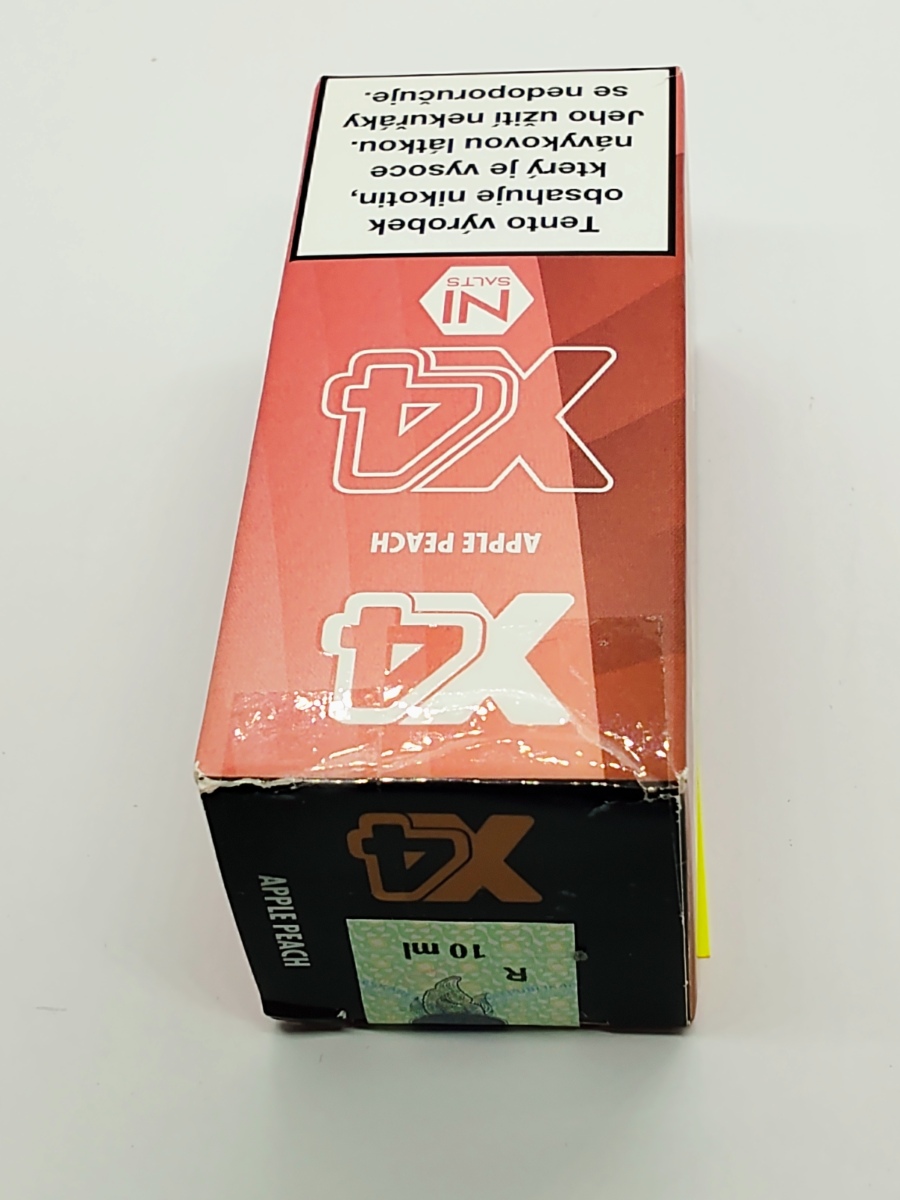 Tento výrobek
obsahuje nikotin,
který je vysoce
návykovou látkou.
Jeho užití nekuřáky
se nedoporučuje.
NI
SALTS
X4
APPLE PEACH
X4
X4
APPLE PEACH
R
10 ml